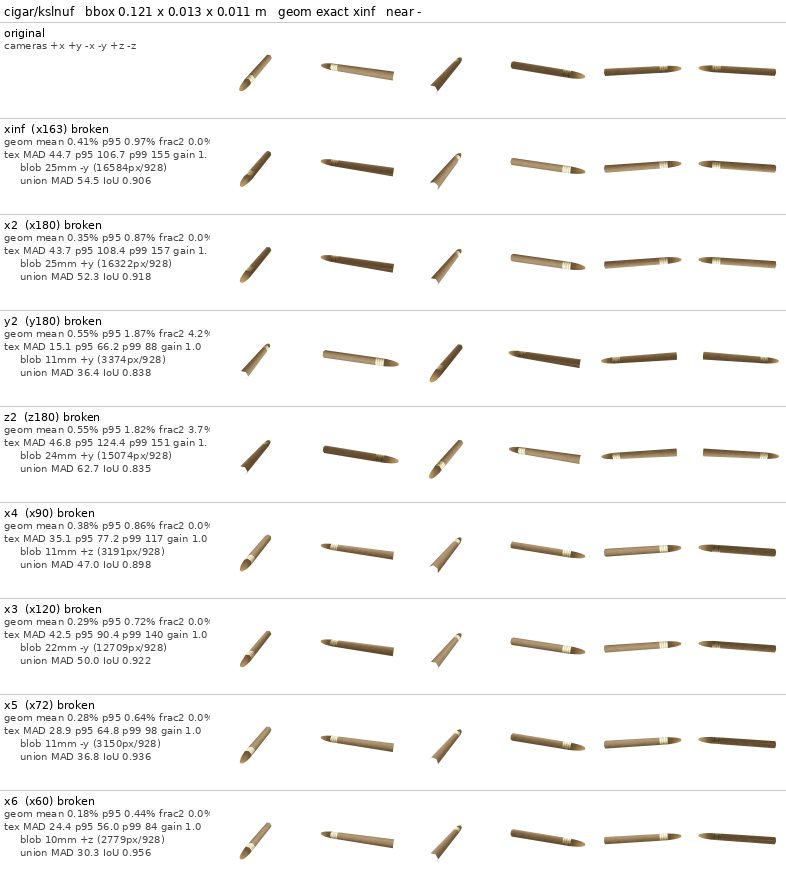 cigar/kslnuf   bbox 0.121 x 0.013 x 0.011 m   geom exact xinf   near -
original
cameras +x +y -x -y +z -z
xinf  (x163) broken
geom mean 0.41% p95 0.97% frac2 0.0%
tex MAD 44.7 p95 106.7 p99 155 gain 1.
blob 25mm -y (16584px/928)
union MAD 54.5 IoU 0.906
x2  (x180) broken
geom mean 0.35% p95 0.87% frac2 0.0%
tex MAD 43.7 p95 108.4 p99 157 gain 1.
blob 25mm +y (16322px/928)
union MAD 52.3 IoU 0.918
y2  (y180) broken
geom mean 0.55% p95 1.87% frac2 4.2%
tex MAD 15.1 p95 66.2 p99 88 gain 1.0
blob 11mm +y (3374px/928)
union MAD 36.4 IoU 0.838
z2  (z180) broken
geom mean 0.55% p95 1.82% frac2 3.7%
tex MAD 46.8 p95 124.4 p99 151 gain 1.
blob 24mm +y (15074px/928)
union MAD 62.7 IoU 0.835
x4  (x90) broken
geom mean 0.38% p95 0.86% frac2 0.0%
tex MAD 35.1 p95 77.2 p99 117 gain 1.0
blob 11mm +z (3191px/928)
union MAD 47.0 IoU 0.898
x3  (x120) broken
geom mean 0.29% p95 0.72% frac2 0.0%
tex MAD 42.5 p95 90.4 p99 140 gain 1.0
blob 22mm -y (12709px/928)
union MAD 50.0 IoU 0.922
x5  (x72) broken
geom mean 0.28% p95 0.64% frac2 0.0%
tex MAD 28.9 p95 64.8 p99 98 gain 1.0
blob 11mm -y (3150px/928)
union MAD 36.8 IoU 0.936
x6  (x60) broken
geom mean 0.18% p95 0.44% frac2 0.0%
tex MAD 24.4 p95 56.0 p99 84 gain 1.0
blob 10mm +z (2779px/928)
union MAD 30.3 IoU 0.956